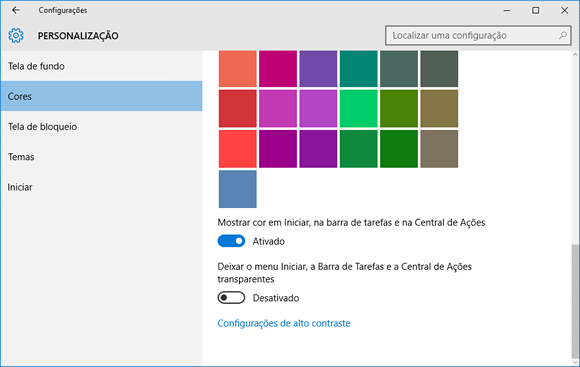 Configurações
PERSONALIZAÇÃO
Localizar uma configuração
Tela de fundo
Cores
Tela de bloqueio
Temas
Iniciar
Mostrar cor em Iniciar, na barra de tarefas e na Central de Ações
Ativado
Deixar o menu Iniciar, a Barra de Tarefas e a Central de Ações
transparentes
Desativado
Configurações de alto contraste